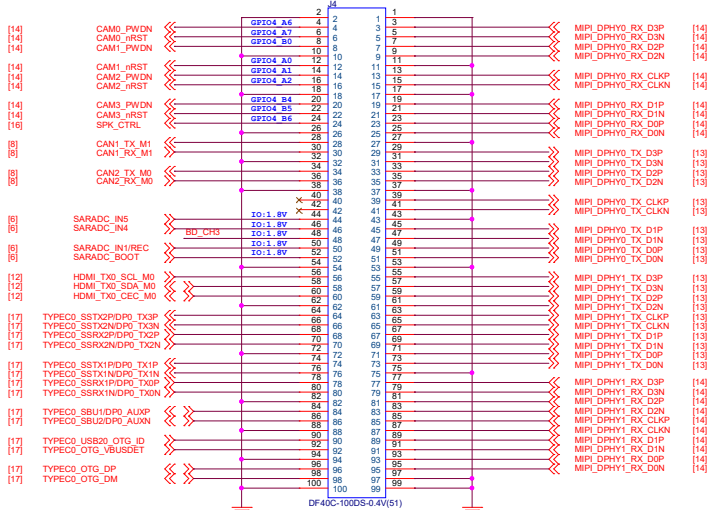 J4
2 2 1 1
[14] CAM0_PWDN GPIO4_A6 4 4 3 3 MIPI_DPHY0_RX_D3P [14]
[14] CAM0_nRST GPIO4_A7 6 6 5 5 MIPI_DPHY0_RX_D3N [14]
[14] CAM1_PWDN GPIO4_B0 8 8 7 7 MIPI_DPHY0_RX_D2P [14]
10 10 9 9 MIPI_DPHY0_RX_D2N [14]
[14] CAM1_nRST GPIO4_A0 12 12 11 11
[14] CAM2_PWDN GPIO4_A1 14 14 13 13 MIPI_DPHY0_RX_CLKP [14]
[14] CAM2_nRST GPIO4_A2 16 16 15 15 MIPI_DPHY0_RX_CLKN [14]
18 18 17 17
[14] CAM3_PWDN GPIO4_B4 20 20 19 19 MIPI_DPHY0_RX_D1P [14]
[14] CAM3_nRST GPIO4_B5 22 22 21 21 MIPI_DPHY0_RX_D1N [14]
[16] SPK_CTRL GPIO4_B6 24 24 23 23 MIPI_DPHY0_RX_D0P [14]
26 26 25 25 MIPI_DPHY0_RX_D0N [14]
[8] CAN1_TX_M1 28 28 27 27
[8] CAN1_RX_M1 30 30 29 29 MIPI_DPHY0_TX_D3P [13]
32 32 31 31 MIPI_DPHY0_TX_D3N [13]
[8] CAN2_TX_M0 34 34 33 33 MIPI_DPHY0_TX_D2P [13]
[8] CAN2_RX_M0 36 36 35 35 MIPI_DPHY0_TX_D2N [13]
38 38 37 37
40 40 39 39 MIPI_DPHY0_TX_CLKP [13]
42 42 41 41 MIPI_DPHY0_TX_CLKN [13]
[6] SARADC_IN5 IO:1.8V 44 44 43 43
[6] SARADC_IN4 IO:1.8V 46 46 45 45 MIPI_DPHY0_TX_D1P [13]
BD_CH3 IO:1.8V 48 48 47 47 MIPI_DPHY0_TX_D1N [13]
[6] SARADC_IN1/REC IO:1.8V 50 50 49 49 MIPI_DPHY0_TX_D0P [13]
[6] SARADC_BOOT IO:1.8V 52 52 51 51 MIPI_DPHY0_TX_D0N [13]
54 54 53 53
[12] HDMI_TX0_SCL_M0 56 56 55 55 MIPI_DPHY1_TX_D3P [13]
[12] HDMI_TX0_SDA_M0 58 58 57 57 MIPI_DPHY1_TX_D3N [13]
[12] HDMI_TX0_CEC_M0 60 60 59 59 MIPI_DPHY1_TX_D2P [13]
62 62 61 61 MIPI_DPHY1_TX_D2N [13]
[17] TYPEC0_SSTX2P/DP0_TX3P 64 64 63 63 MIPI_DPHY1_TX_CLKP [13]
[17] TYPEC0_SSTX2N/DP0_TX3N 66 66 65 65 MIPI_DPHY1_TX_CLKN [13]
[17] TYPEC0_SSRX2P/DP0_TX2P 68 68 67 67 MIPI_DPHY1_TX_D1P [13]
[17] TYPEC0_SSRX2N/DP0_TX2N 70 70 69 69 MIPI_DPHY1_TX_D1N [13]
72 72 71 71 MIPI_DPHY1_TX_D0P [13]
[17] TYPEC0_SSTX1P/DP0_TX1P 74 74 73 73 MIPI_DPHY1_TX_D0N [13]
[17] TYPEC0_SSTX1N/DP0_TX1N 76 76 75 75
[17] TYPEC0_SSRX1P/DP0_TX0P 78 78 77 77 MIPI_DPHY1_RX_D3P [14]
[17] TYPEC0_SSRX1N/DP0_TX0N 80 80 79 79 MIPI_DPHY1_RX_D3N [14]
82 82 81 81 MIPI_DPHY1_RX_D2P [14]
[17] TYPEC0_SBU1/DP0_AUXP 84 84 83 83 MIPI_DPHY1_RX_D2N [14]
[17] TYPEC0_SBU2/DP0_AUXN 86 86 85 85 MIPI_DPHY1_RX_CLKP [14]
88 88 87 87 MIPI_DPHY1_RX_CLKN [14]
[17] TYPEC0_USB20_OTG_ID 90 90 89 89 MIPI_DPHY1_RX_D1P [14]
[17] TYPEC0_OTG_VBUSDET 92 92 91 91 MIPI_DPHY1_RX_D1N [14]
94 94 93 93 MIPI_DPHY1_RX_D0P [14]
[17] TYPEC0_OTG_DP 96 96 95 95 MIPI_DPHY1_RX_D0N [14]
[17] TYPEC0_OTG_DM 98 98 97 97
100 100 99 99
DF40C-100DS-0.4V(51)